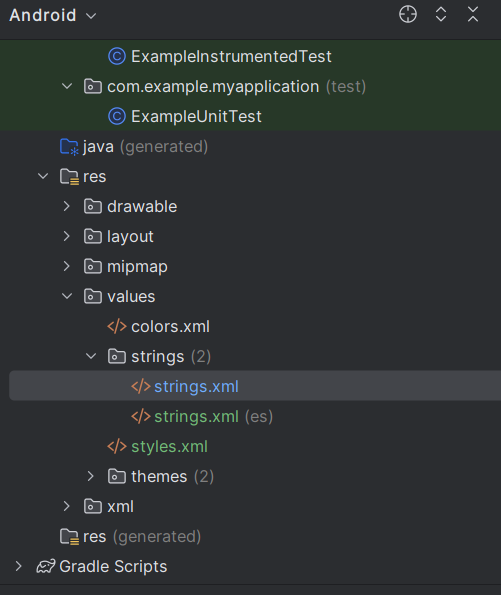 Android
ExampleInstrumentedTest
com.example.myapplication (test)
ExampleUnitTest
java (generated)
res
drawable
layout
mipmap
values
colors.xml
strings (2)
strings.xml
strings.xml (es)
styles.xml
themes (2)
xml
res (generated)
Gradle Scripts